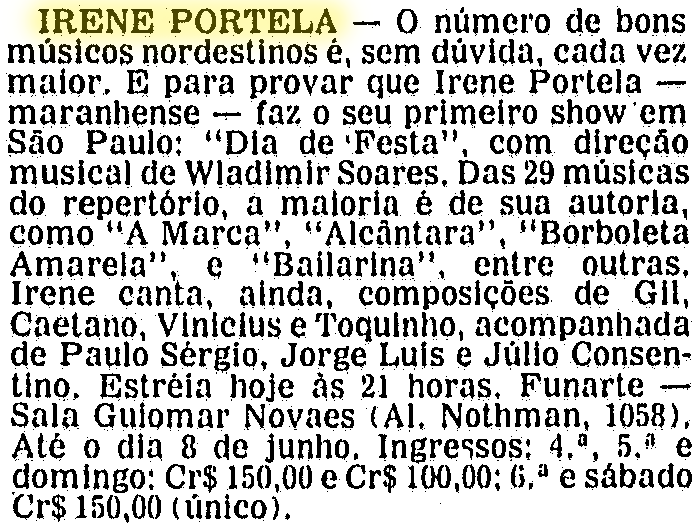 IRENE PORTELA — O número de bons
músicos nordestinos é, sem dúvida, cada vez
maior. E para provar que Irene Portela —
maranhense — faz o seu primeiro show em
São Paulo: "Dia de Festa", com direção
musical de Wladimir Soares. Das 29 músicas
do repertório, a maioria é de sua autoria,
como "A Marca", "Alcântara", "Borboleta
Amarela", e "Bailarina", entre outras.
Irene canta, ainda, composições de Gil,
Caetano, Vinicius e Toquinho, acompanhada
de Paulo Sérgio, Jorge Luis e Júlio Consen-
tino. Estréia hoje às 21 horas. Funarte —
Sala Guiomar Novaes (Al. Nothman, 1058).
Até o dia 8 de junho. Ingressos: 4.ª, 5.ª e
domingo: Cr$ 150,00 e Cr$ 100,00; 6.ª e sábado
Cr$ 150,00 (único).